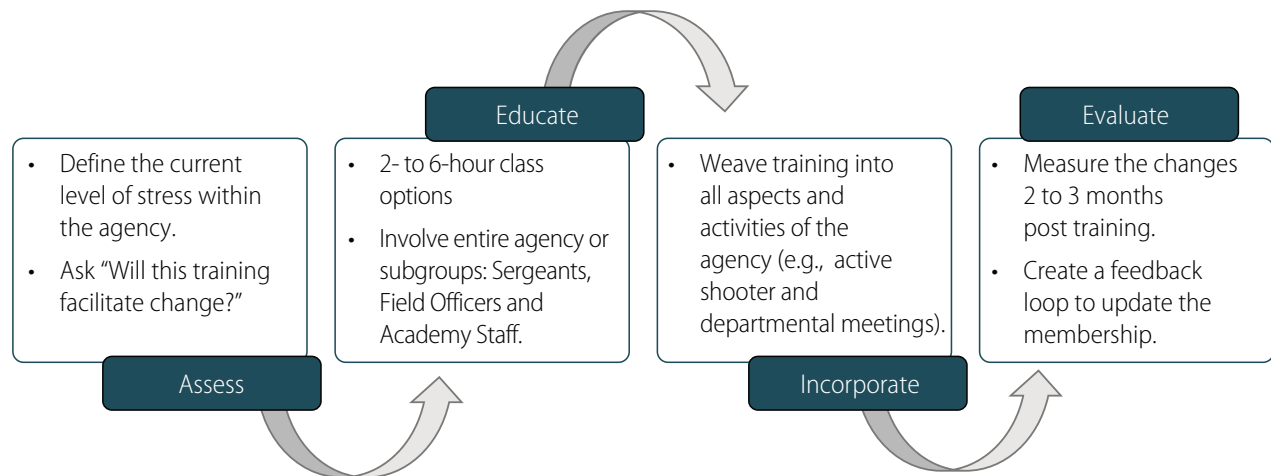 • Define the current
level of stress within
the agency.
• Ask “Will this training
facilitate change?”
Assess
Educate
• 2- to 6-hour class
options
• Involve entire agency or
subgroups: Sergeants,
Field Officers and
Academy Staff.
• Weave training into
all aspects and
activities of the
agency (e.g., active
shooter and
departmental meetings).
Incorporate
Evaluate
• Measure the changes
2 to 3 months
post training.
• Create a feedback
loop to update the
membership.